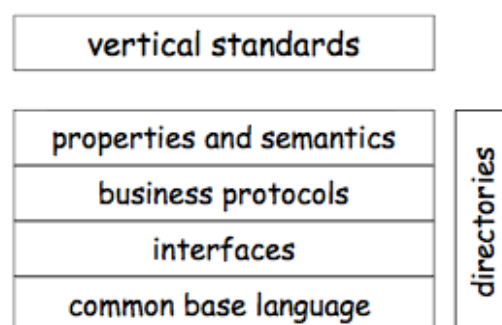 vertical standards
properties and semantics
business protocols
interfaces
common base language
directories